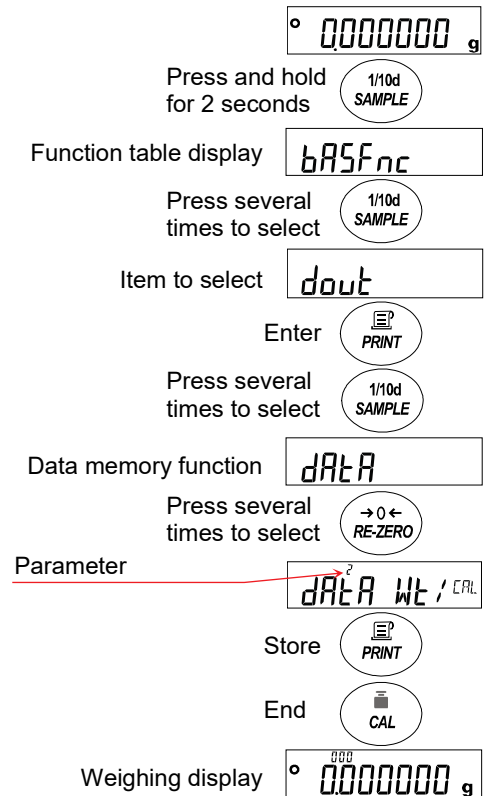 ° 0.000000 g
Press and hold
for 2 seconds
1/10d
SAMPLE
Function table display
bASFnc
Press several
times to select
1/10d
SAMPLE
Item to select
dout
Enter
PRINT
Press several
times to select
1/10d
SAMPLE
Data memory function
dAtA
Press several
times to select
→0←
RE-ZERO
Parameter
2
dAtA Wt/CAL
Store
PRINT
End
CAL
000
Weighing display
° 0.000000 g